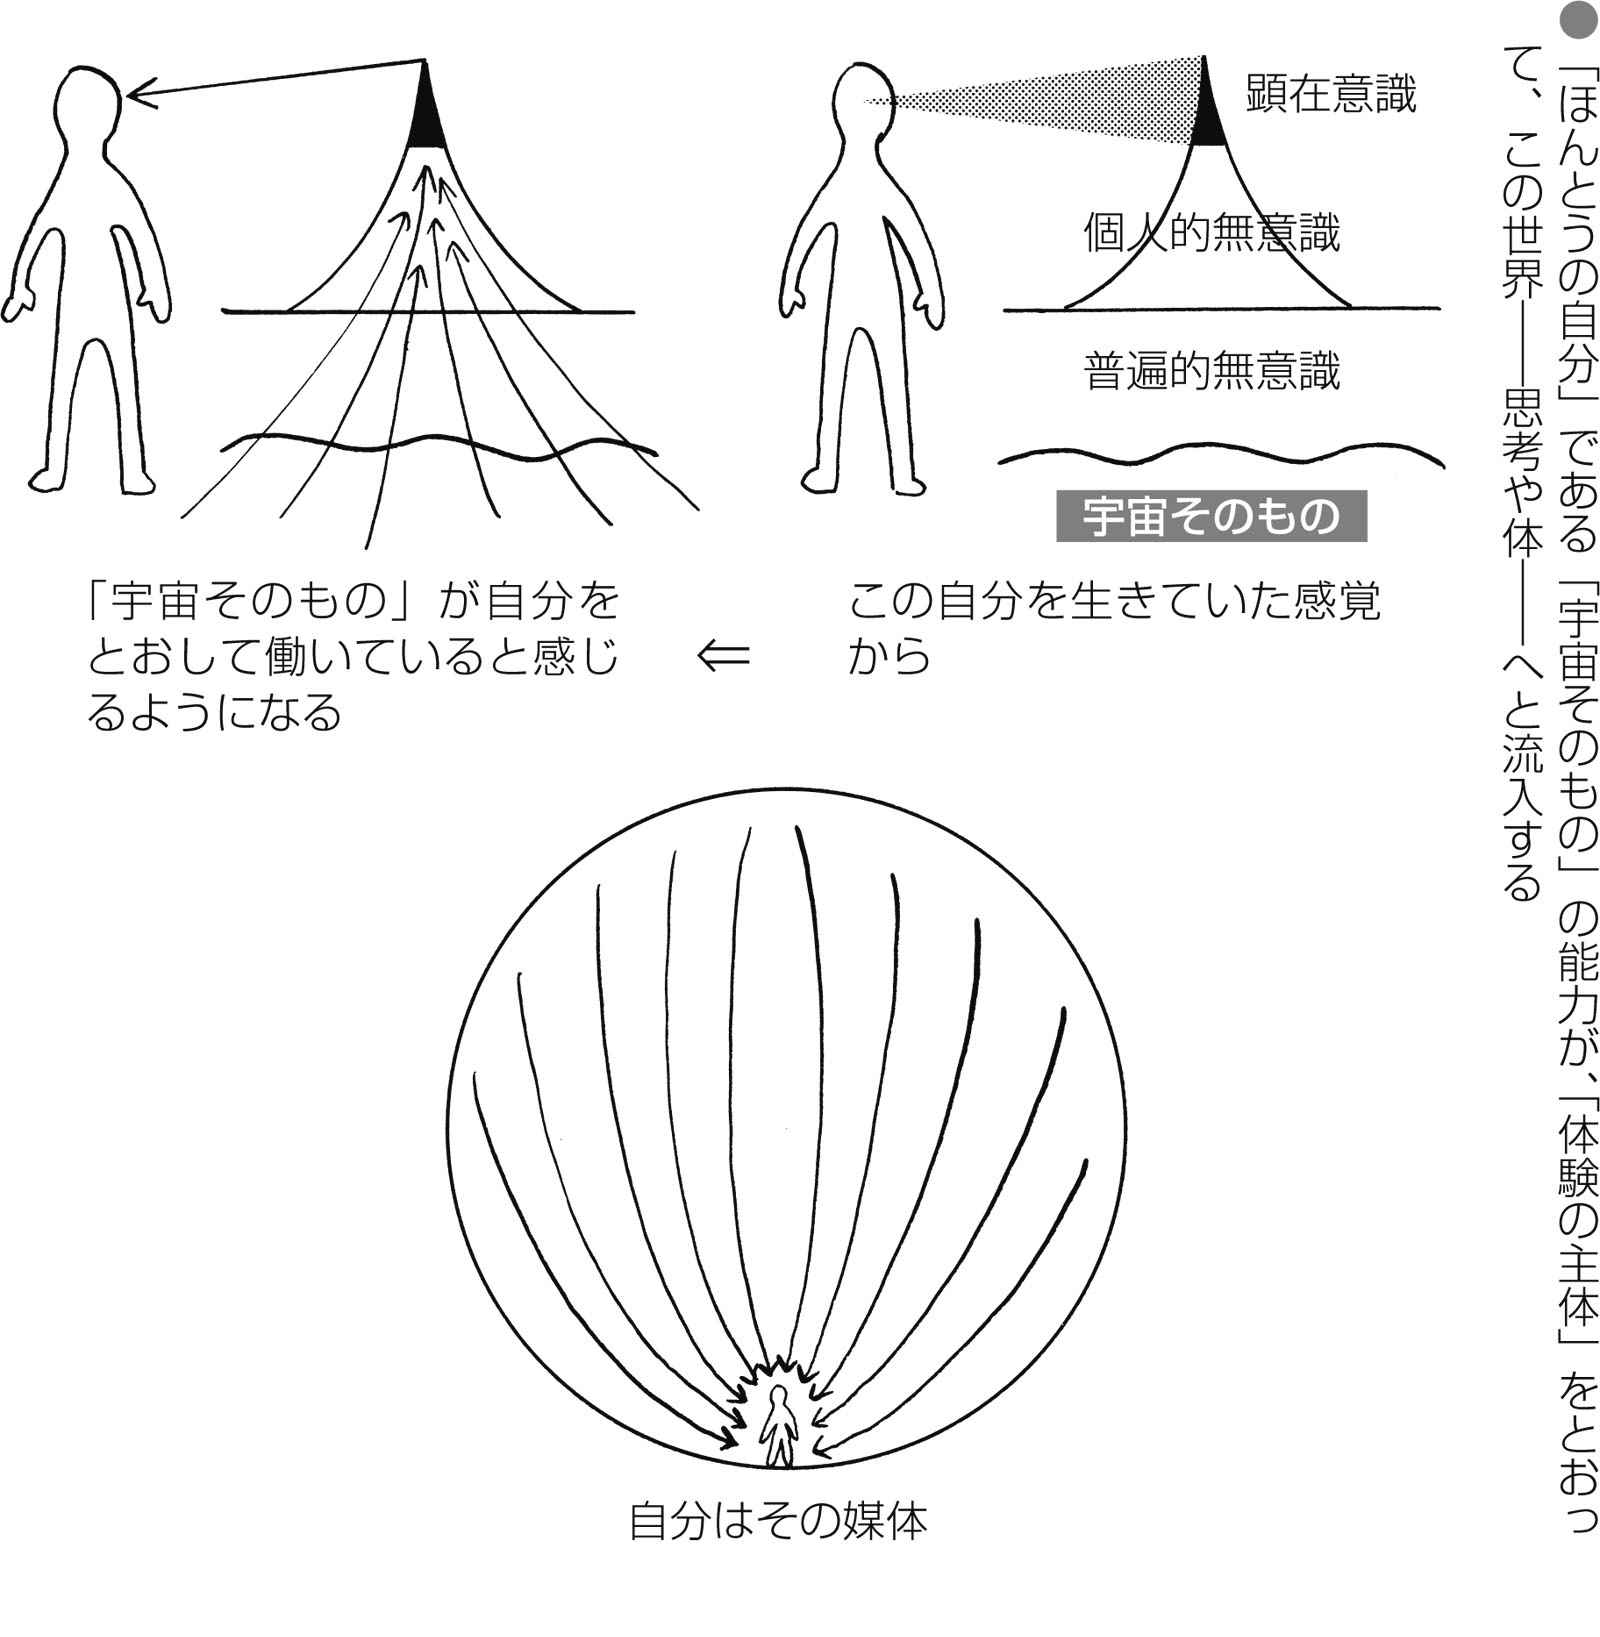 ●「ほんとうの自分」である「宇宙そのもの」の能力が、「体験の主体」をとおっ
て、この世界――思考や体――へと流入する
顕在意識
個人的無意識
普遍的無意識
宇宙そのもの
この自分を生きていた感覚
から
⇐
「宇宙そのもの」が自分を
とおして働いていると感じ
るようになる
自分はその媒体